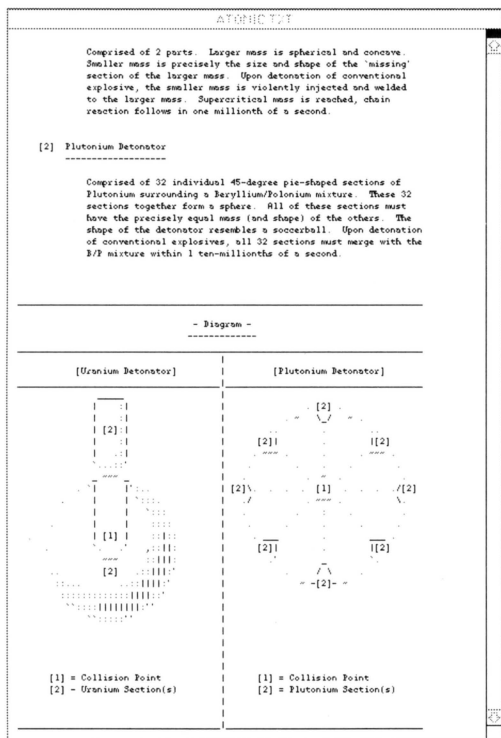 ATOMIC.TXT
Comprised of 2 parts. Larger mass is spherical and concave.
Smaller mass is precisely the size and shape of the 'missing'
section of the larger mass. Upon detonation of conventional
explosive, the smaller mass is violently injected and welded
to the larger mass. Supercritical mass is reached, chain
reaction follows in one millionth of a second.
[2] Plutonium Detonator
Comprised of 32 individual 45-degree pie-shaped sections of
Plutonium surrounding a Beryllium/Polonium mixture. These 32
sections together form a sphere. All of these sections must
have the precisely equal mass (and shape) of the others. The
shape of the detonator resembles a soccerball. Upon detonation
of conventional explosives, all 32 sections must merge with the
B/P mixture within 1 ten-millionths of a second.
- Diagram -
[Uranium Detonator]
[2]
[1]
[2]
[1] = Collision Point
[2] - Uranium Section(s)
[Plutonium Detonator]
[2]
[2] [2]
[2] [1] [2]
[2] [2]
[2]
[1] = Collision Point
[2] = Plutonium Section(s)